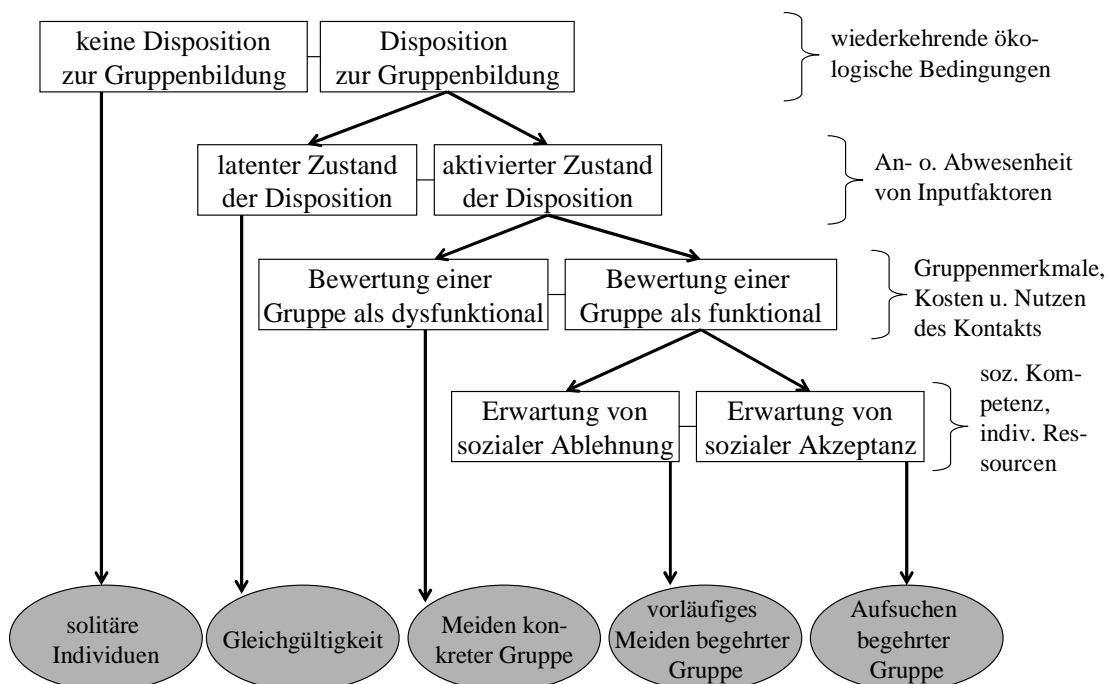 keine Disposition
zur Gruppenbildung
Disposition
zur Gruppenbildung
wiederkehrende öko-
logische Bedingungen
latenter Zustand
der Disposition
aktivierter Zustand
der Disposition
An- o. Abwesenheit
von Inputfaktoren
Bewertung einer
Gruppe als dysfunktional
Bewertung einer
Gruppe als funktional
Gruppenmerkmale,
Kosten u. Nutzen
des Kontakts
Erwartung von
sozialer Ablehnung
Erwartung von
sozialer Akzeptanz
soz. Kom-
petenz,
indiv. Res-
sourcen
solitäre
Individuen
Gleichgültigkeit
Meiden kon-
kreter Gruppe
vorläufiges
Meiden begehrter
Gruppe
Aufsuchen
begehrter
Gruppe